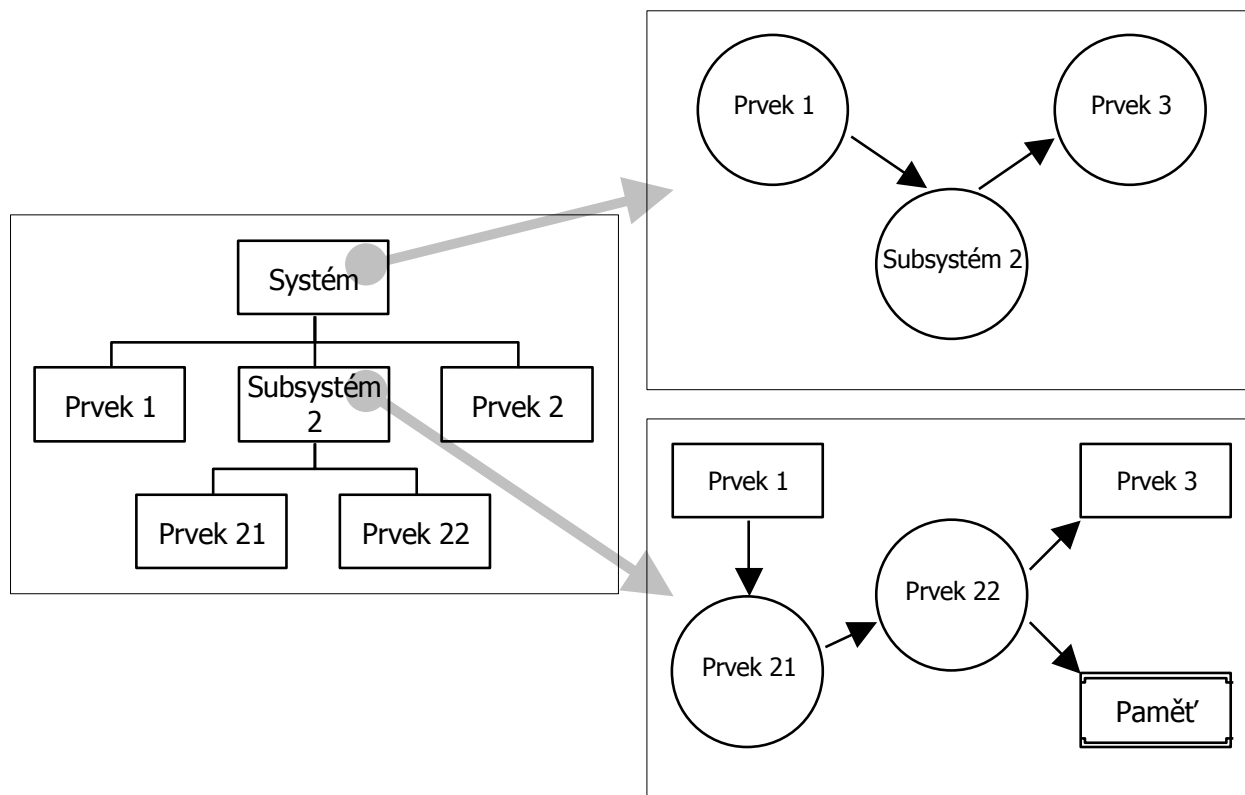 Systém
Prvek 1
Subsystém
2
Prvek 2
Prvek 21
Prvek 22
Prvek 1
Prvek 3
Subsystém 2
Prvek 1
Prvek 3
Prvek 22
Prvek 21
Paměť